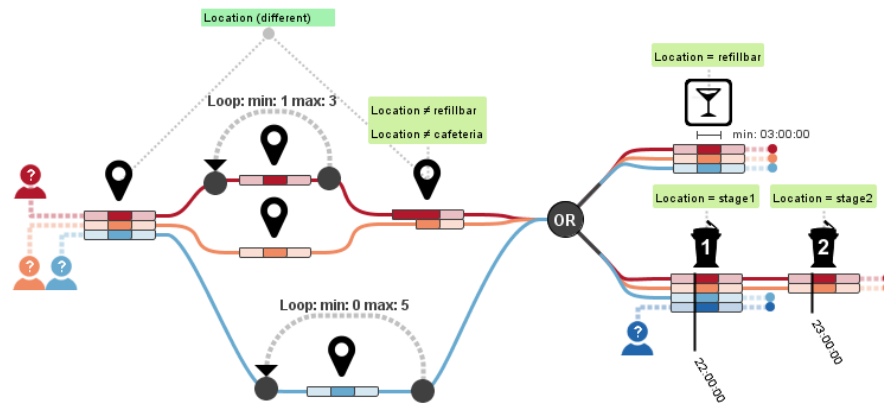 Location (different)
Loop: min: 1 max: 3
Location ≠ refillbar
Location ≠ cafeteria
Location = refillbar
min: 03:00:00
?
?
?
OR
Location = stage1
Location = stage2
1
2
Loop: min: 0 max: 5
?
22:00:00
23:00:00